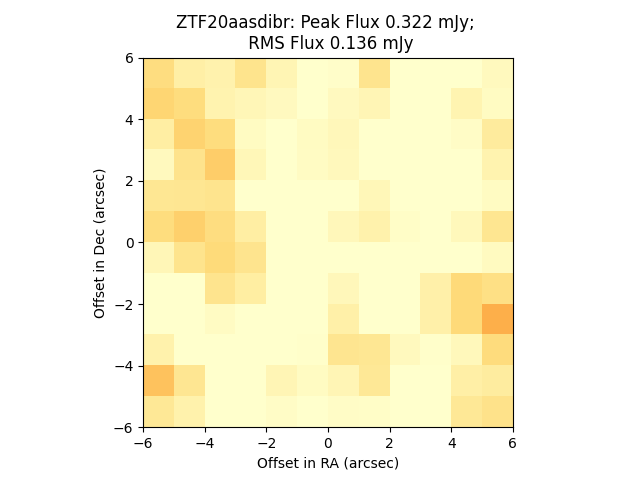 ZTF20aasdibr: Peak Flux 0.322 mJy;
RMS Flux 0.136 mJy
6
4
2
0
−2
−4
−6
Offset in Dec (arcsec)
−6 −4 −2 0 2 4 6
Offset in RA (arcsec)